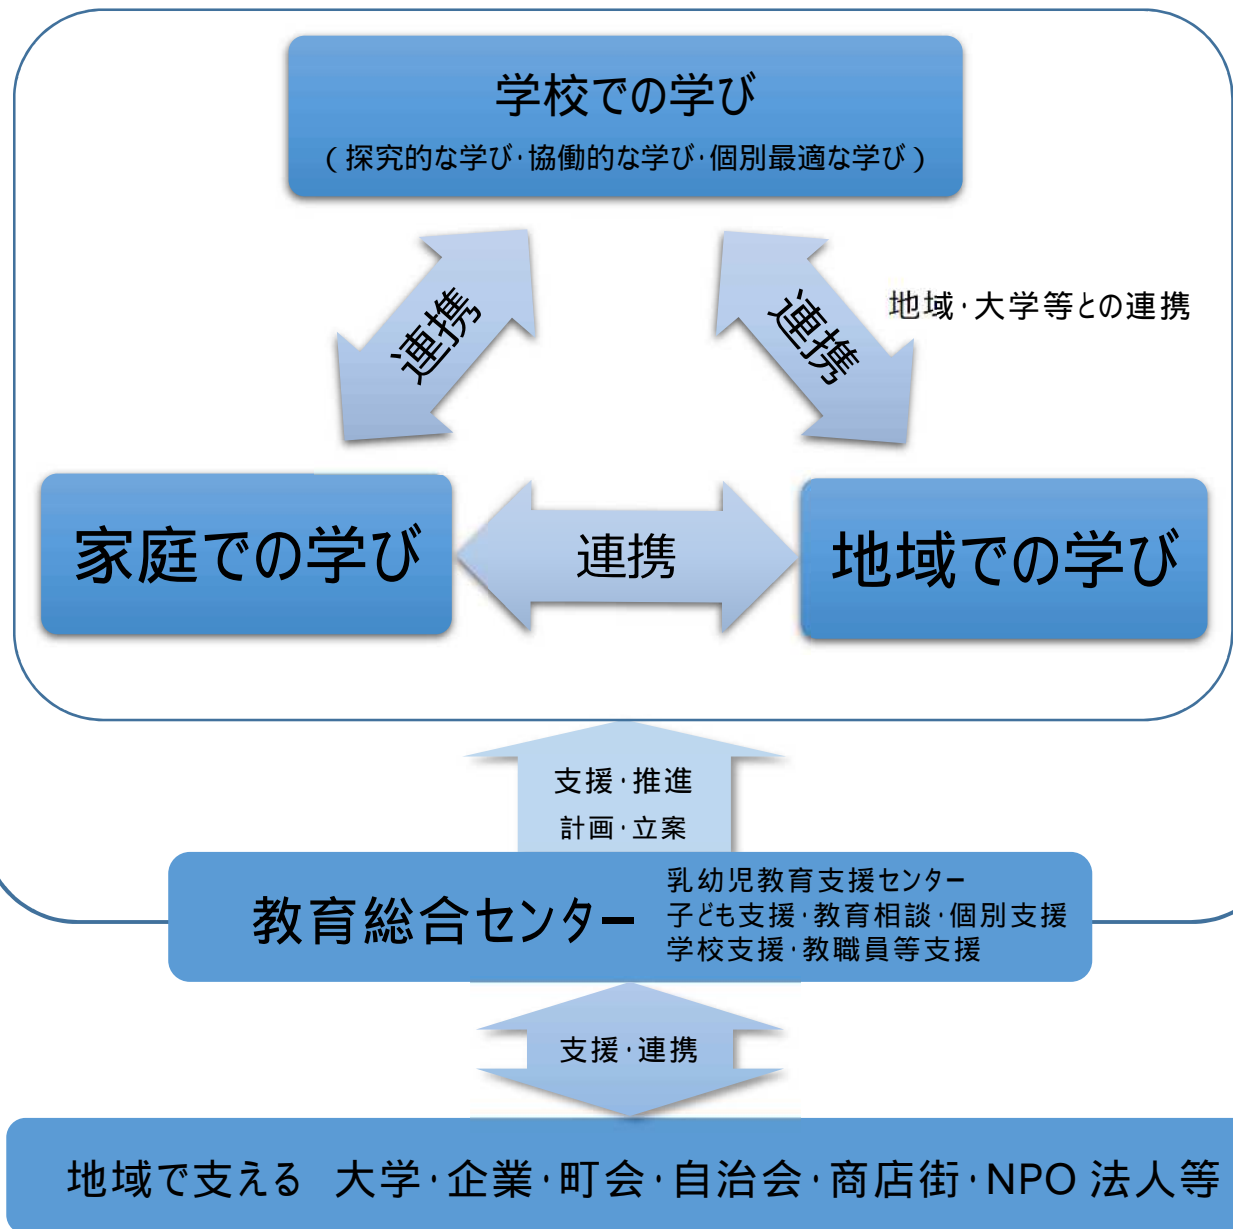 学校での学び
(探究的な学び・協働的な学び・個別最適な学び)
連携
連携
地域・大学等との連携
家庭での学び
連携
地域での学び
支援・推進
計画・立案
教育総合センター
乳幼児教育支援センター
子ども支援・教育相談・個別支援
学校支援・教職員等支援
支援・連携
地域で支える 大学・企業・町会・自治会・商店街・NPO 法人等